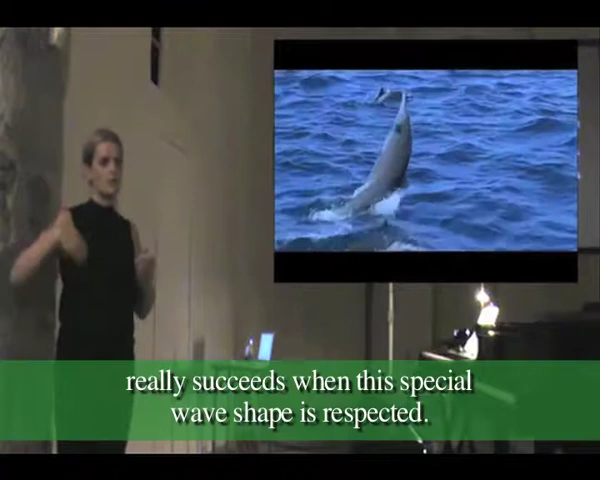 really succeeds when this special
wave shape is respected.